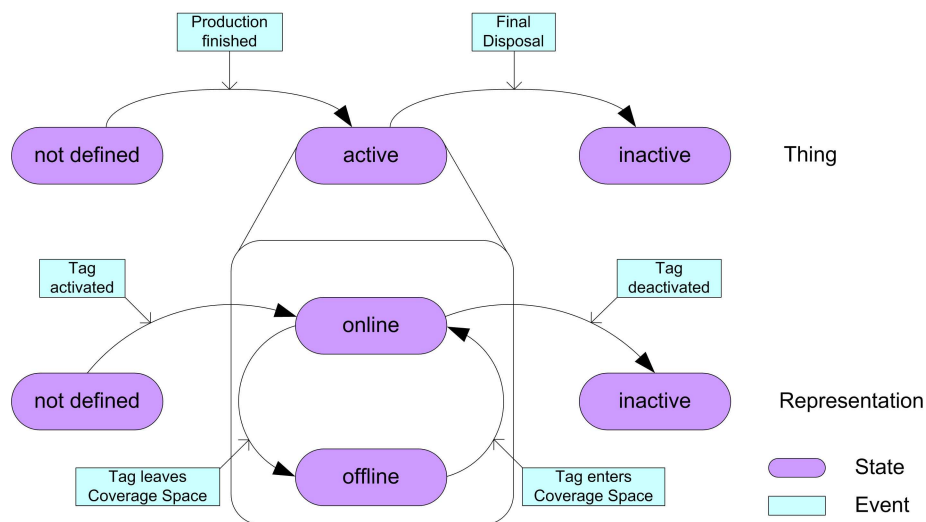 Production
finished
Final
Disposal
not defined
active
inactive
Thing
Tag
activated
Tag
deactivated
online
not defined
inactive
Representation
Tag leaves
Coverage Space
offline
Tag enters
Coverage Space
State
Event